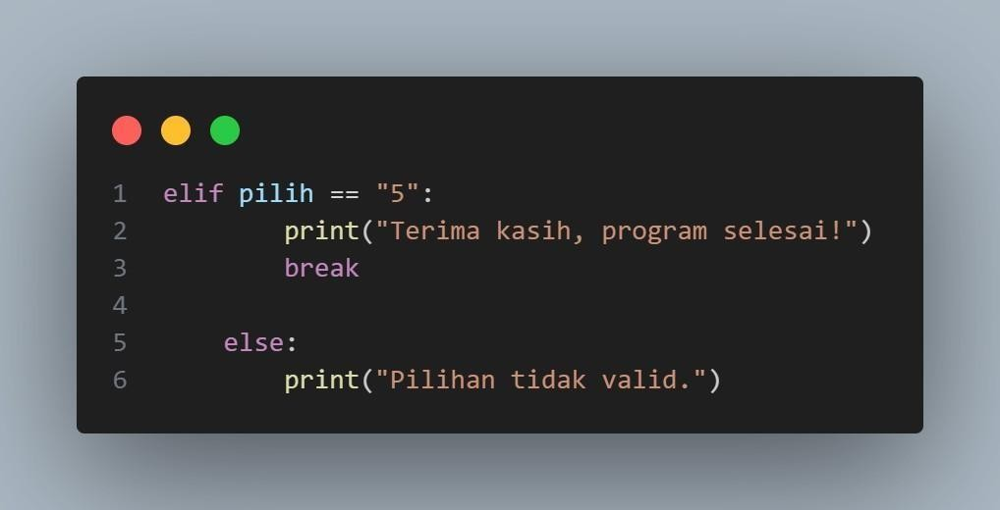 1 elif pilih == "5":
2         print("Terima kasih, program selesai!")
3         break
4
5     else:
6         print("Pilihan tidak valid.")